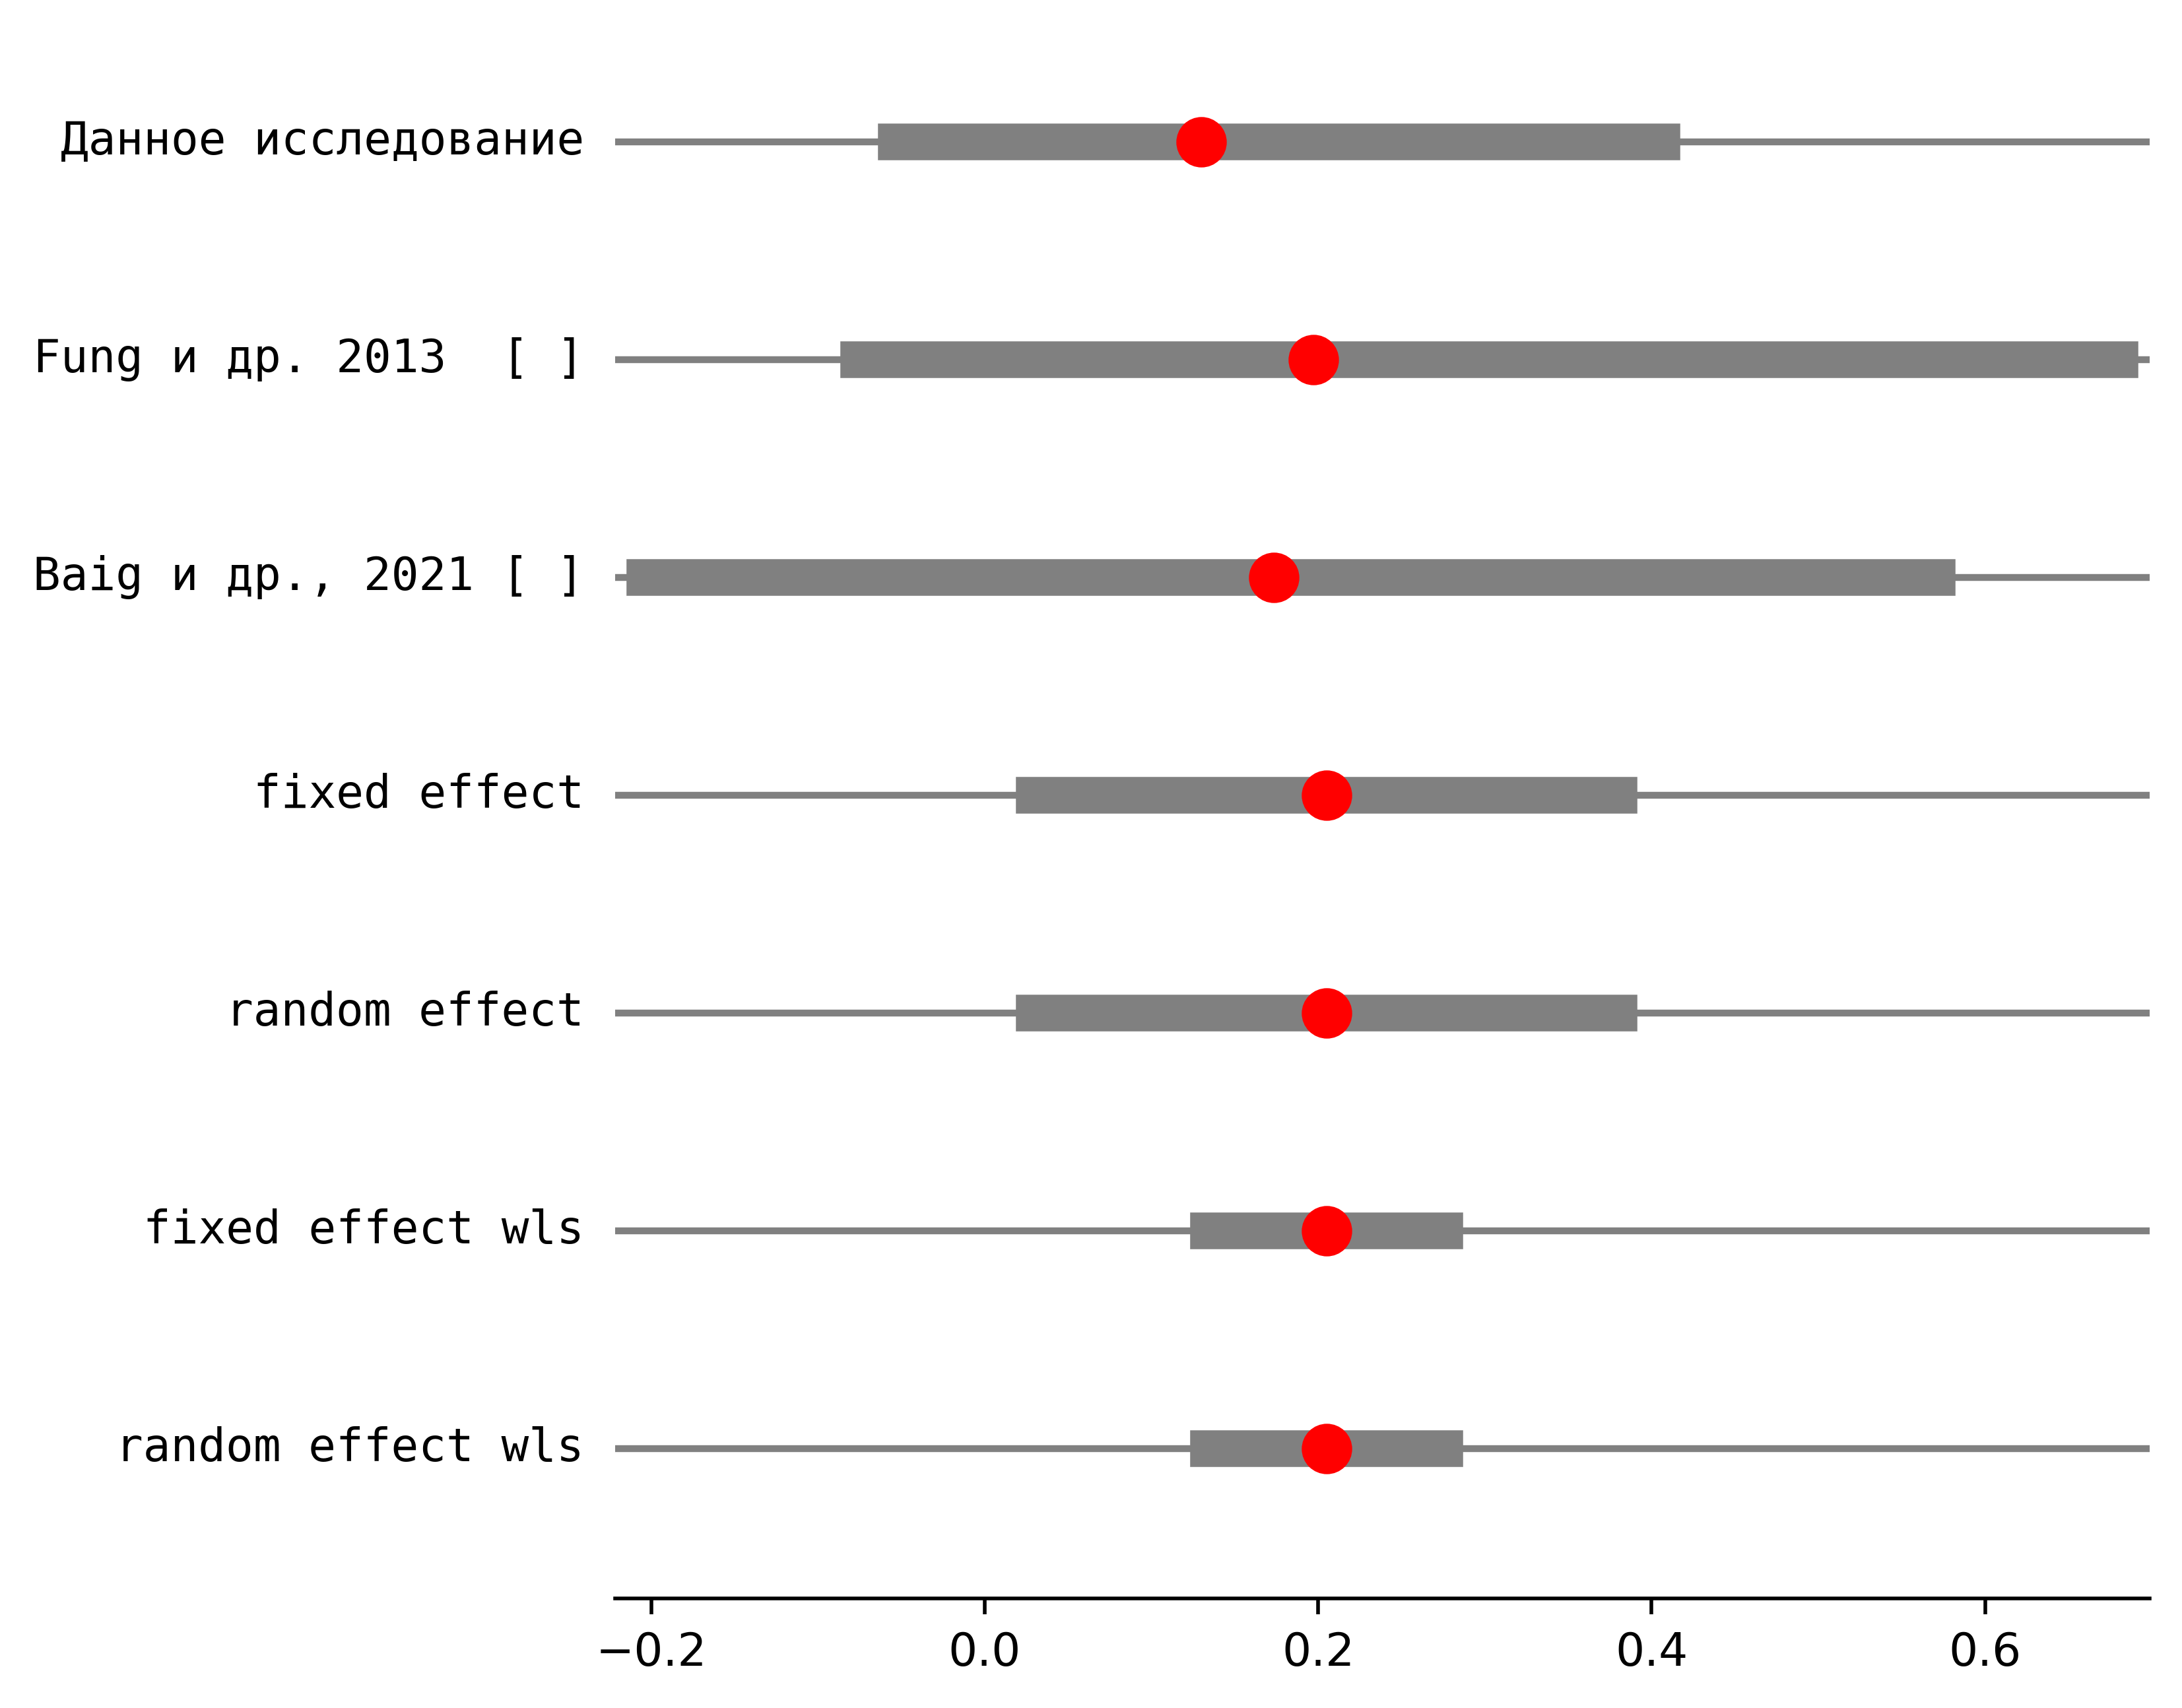 Данное исследование
Fung и др. 2013  [ ]
Baig и др., 2021 [ ]
fixed effect
random effect
fixed effect wls
random effect wls
−0.2 0.0 0.2 0.4 0.6